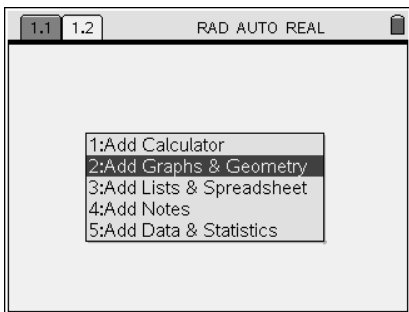 1.1 1.2 RAD AUTO REAL
1:Add Calculator
2:Add Graphs & Geometry
3:Add Lists & Spreadsheet
4:Add Notes
5:Add Data & Statistics